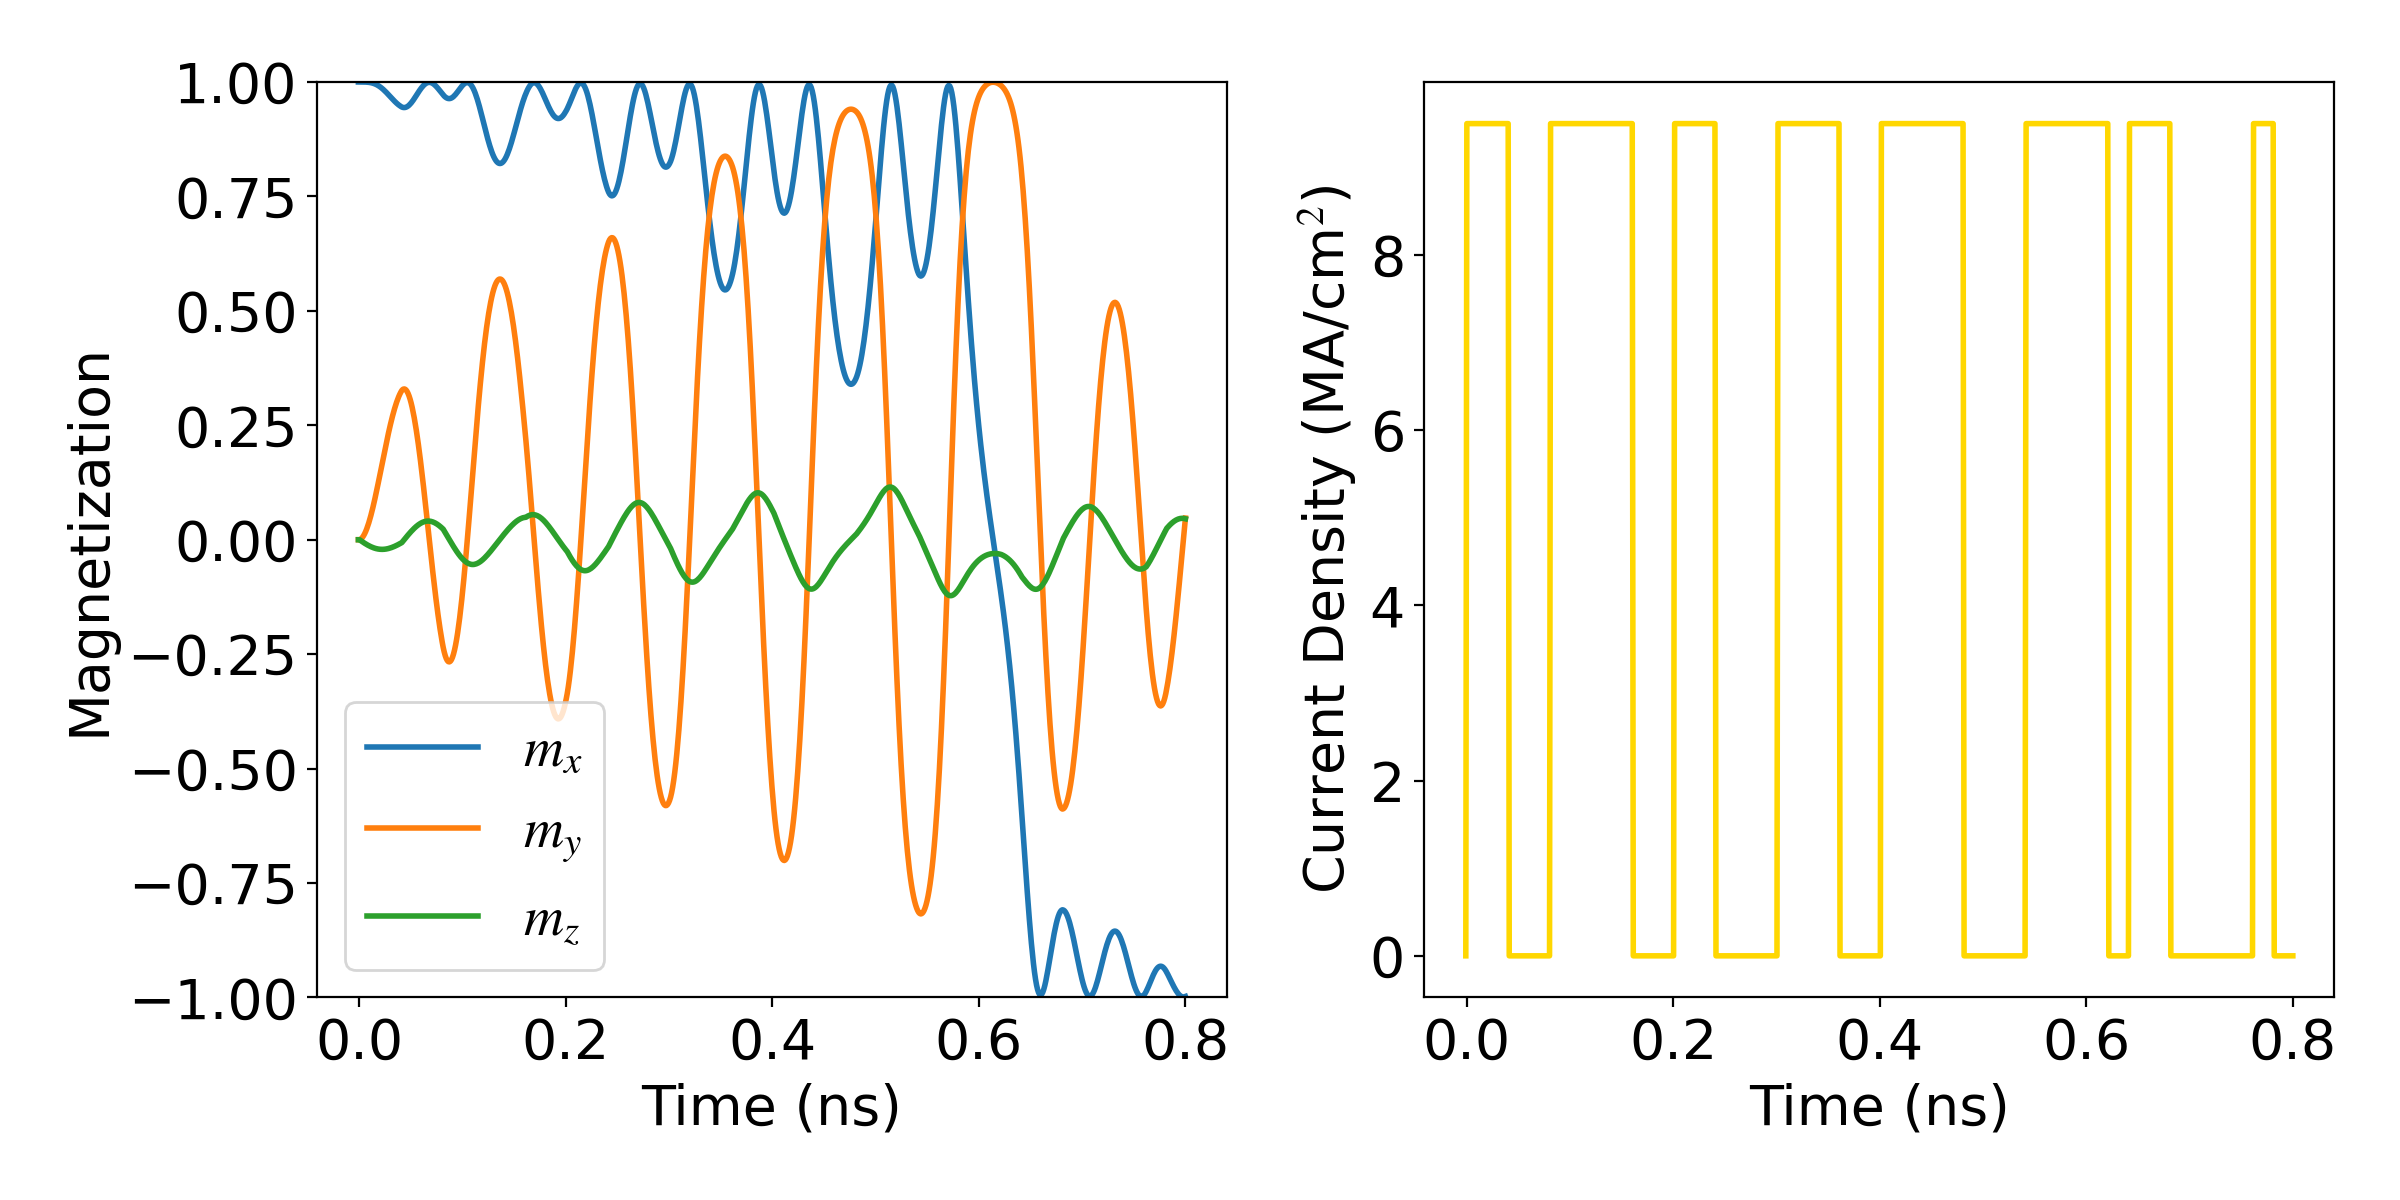 1.00
0.75
0.50
0.25
0.00
−0.25
−0.50
−0.75
−1.00
Magnetization
m_x
m_y
m_z
0.0 0.2 0.4 0.6 0.8
Time (ns)
8
6
4
2
0
Current Density (MA/cm²)
0.0 0.2 0.4 0.6 0.8
Time (ns)